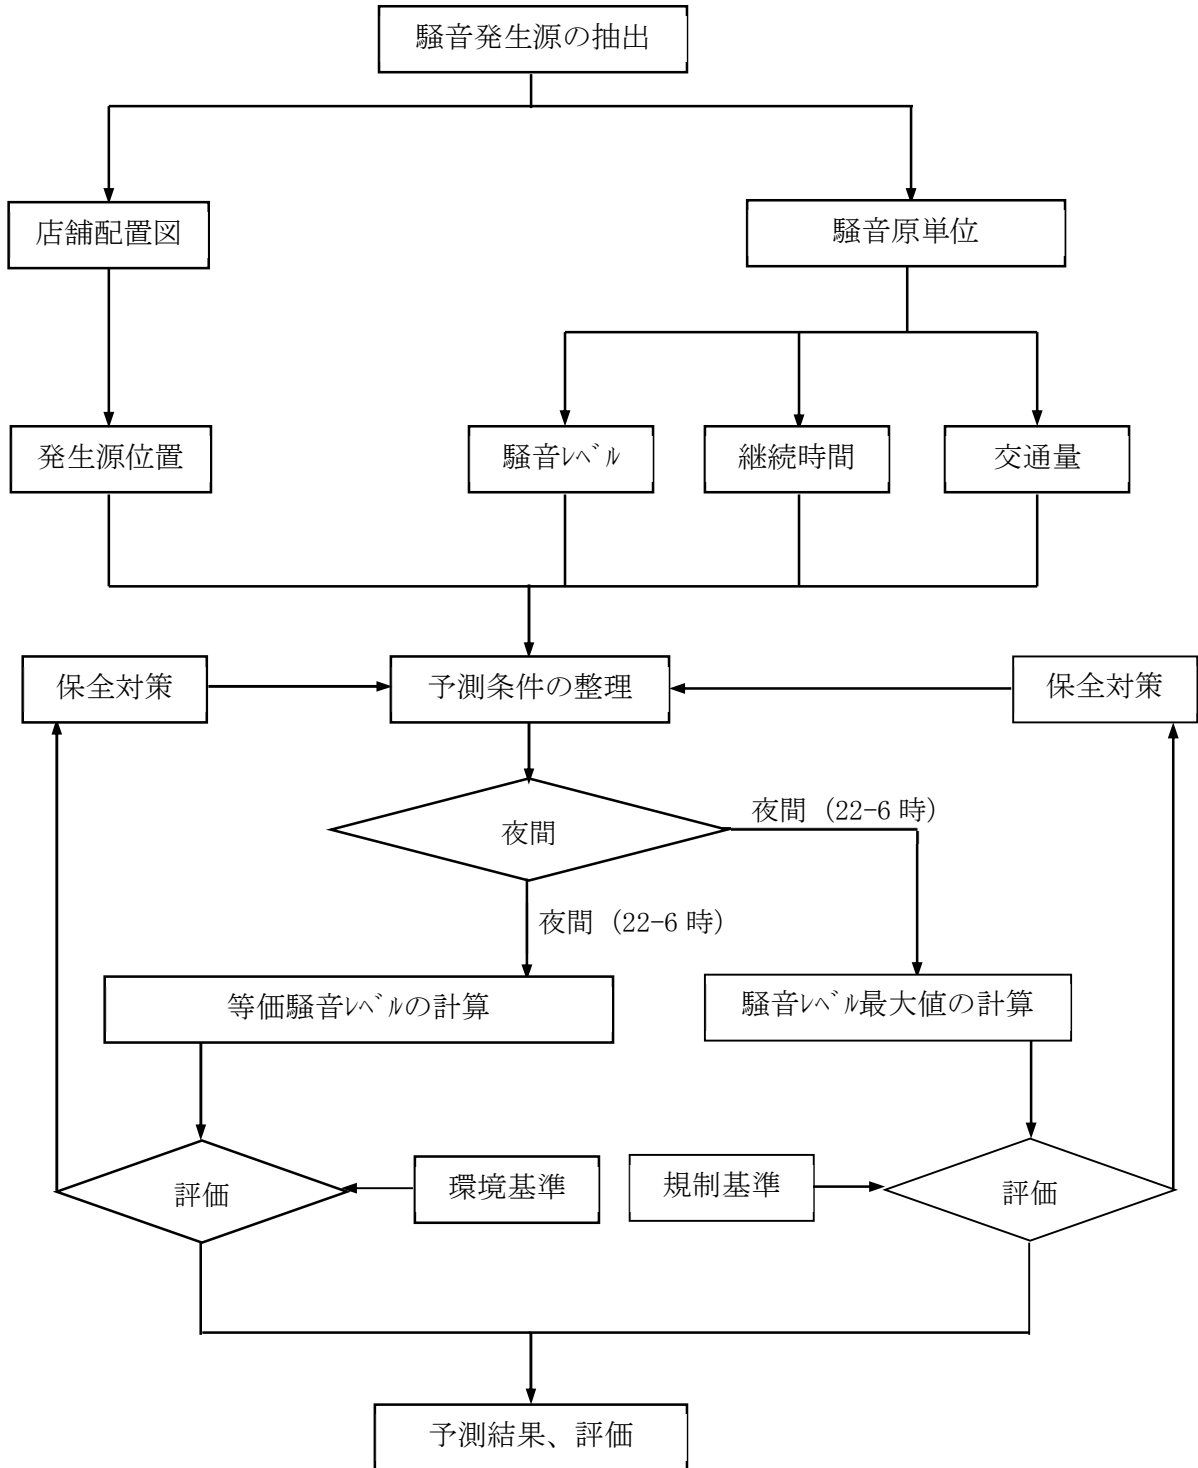 騒音発生源の抽出
店舗配置図
騒音原単位
発生源位置
騒音ﾚﾍﾞﾙ
継続時間
交通量
保全対策
予測条件の整理
保全対策
夜間
夜間（22-6 時）
夜間（22-6 時）
等価騒音ﾚﾍﾞﾙの計算
騒音ﾚﾍﾞﾙ最大値の計算
評価
環境基準
規制基準
評価
予測結果、評価